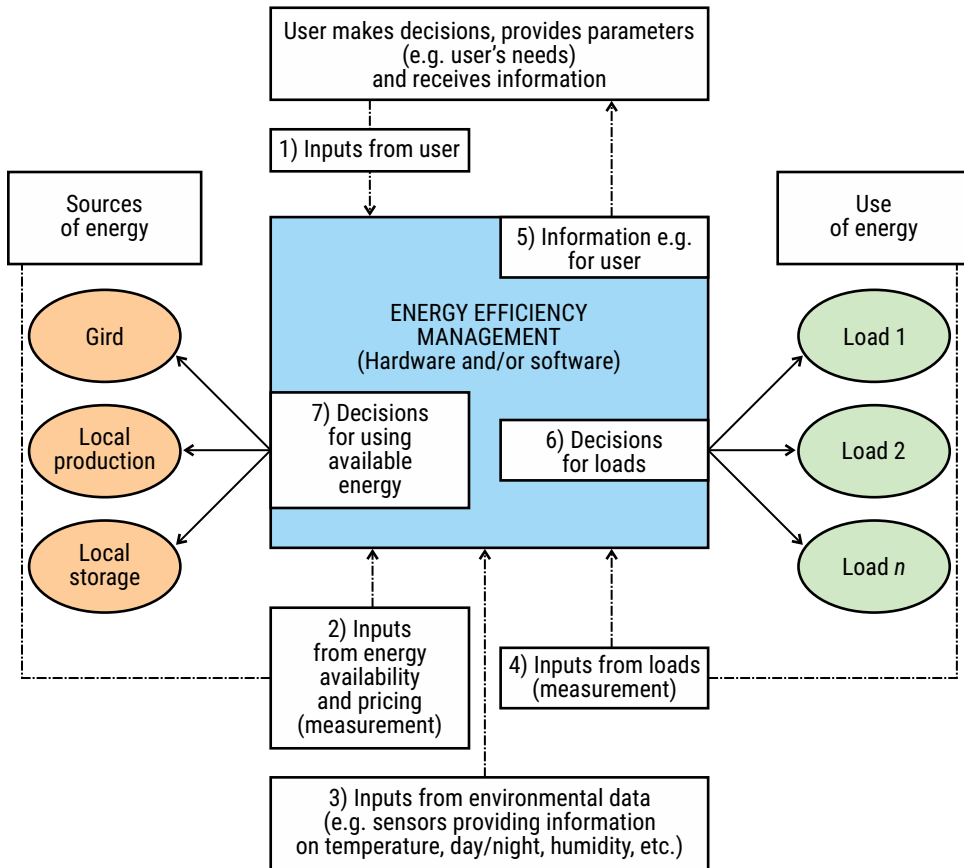 User makes decisions, provides parameters
(e.g. user's needs)
and receives information
1) Inputs from user
Sources
of energy
Use
of energy
5) Information e.g.
for user
ENERGY EFFICIENCY
MANAGEMENT
(Hardware and/or software)
Gird
Local
production
Local
storage
7) Decisions
for using
available
energy
6) Decisions
for loads
Load 1
Load 2
Load n
2) Inputs
from energy
availability
and pricing
(measurement)
4) Inputs from loads
(measurement)
3) Inputs from environmental data
(e.g. sensors providing information
on temperature, day/night, humidity, etc.)